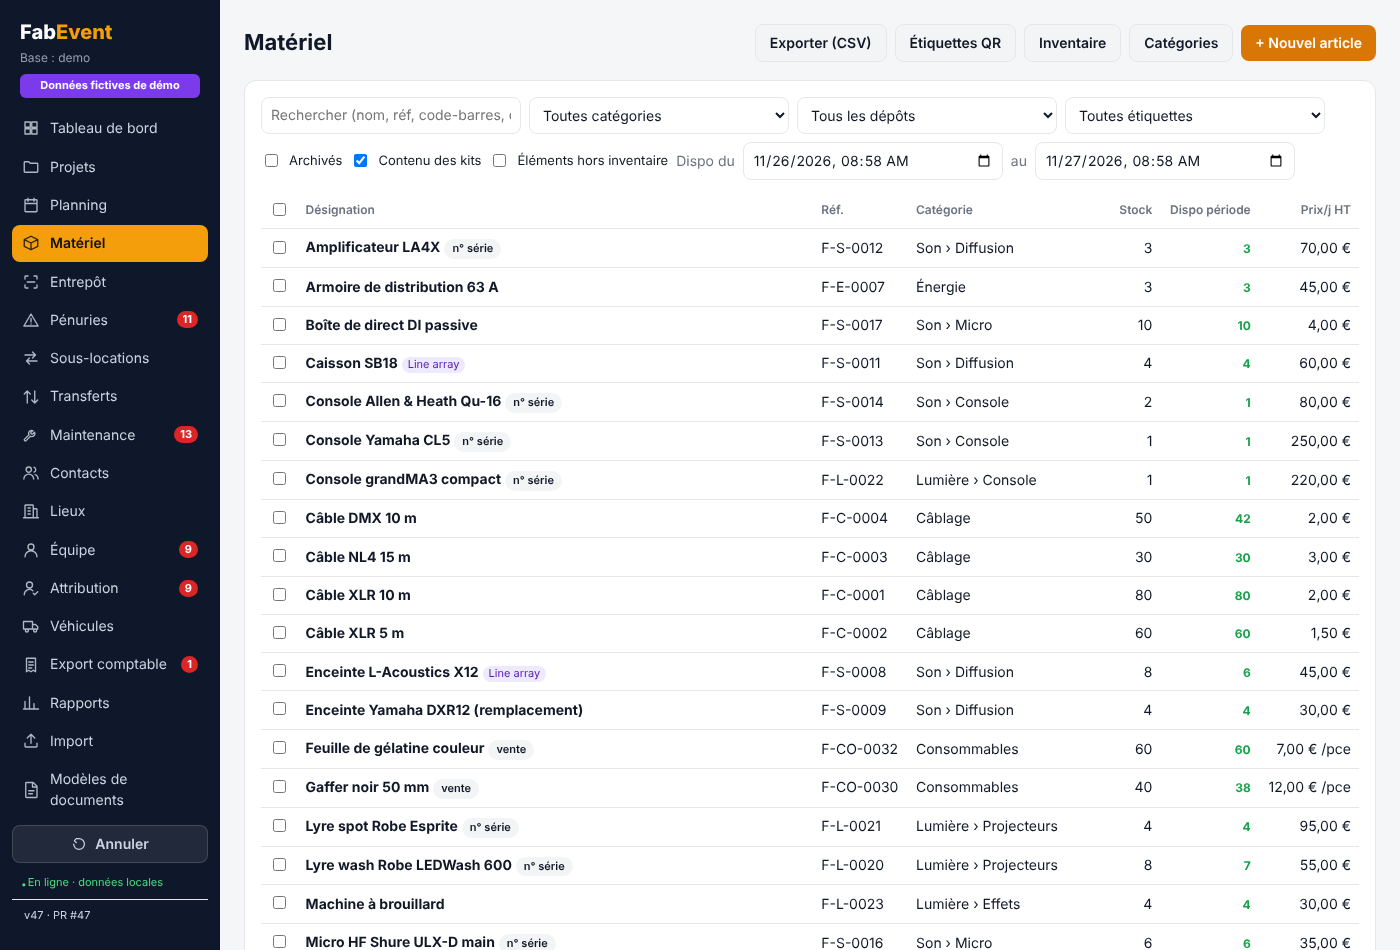 FabEvent
Base : demo
Données fictives de démo
Tableau de bord
Projets
Planning
Matériel
Entrepôt
Pénuries 11
Sous-locations
Transferts
Maintenance 13
Contacts
Lieux
Équipe 9
Attribution 9
Véhicules
Export comptable 1
Rapports
Import
Modèles de
documents
Annuler
En ligne · données locales
v47 · PR #47
Matériel
Exporter (CSV) Étiquettes QR Inventaire Catégories + Nouvel article
Rechercher (nom, réf, code-barres, Toutes catégories Tous les dépôts Toutes étiquettes
Archivés Contenu des kits Éléments hors inventaire Dispo du 11/26/2026, 08:58 AM au 11/27/2026, 08:58 AM
Désignation Réf. Catégorie Stock Dispo période Prix/j HT
Amplificateur LA4X n° série F-S-0012 Son › Diffusion 3 3 70,00 €
Armoire de distribution 63 A F-E-0007 Énergie 3 3 45,00 €
Boîte de direct DI passive F-S-0017 Son › Micro 10 10 4,00 €
Caisson SB18 Line array F-S-0011 Son › Diffusion 4 4 60,00 €
Console Allen & Heath Qu-16 n° série F-S-0014 Son › Console 2 1 80,00 €
Console Yamaha CL5 n° série F-S-0013 Son › Console 1 1 250,00 €
Console grandMA3 compact n° série F-L-0022 Lumière › Console 1 1 220,00 €
Câble DMX 10 m F-C-0004 Câblage 50 42 2,00 €
Câble NL4 15 m F-C-0003 Câblage 30 30 3,00 €
Câble XLR 10 m F-C-0001 Câblage 80 80 2,00 €
Câble XLR 5 m F-C-0002 Câblage 60 60 1,50 €
Enceinte L-Acoustics X12 Line array F-S-0008 Son › Diffusion 8 6 45,00 €
Enceinte Yamaha DXR12 (remplacement) F-S-0009 Son › Diffusion 4 4 30,00 €
Feuille de gélatine couleur vente F-CO-0032 Consommables 60 60 7,00 € /pce
Gaffer noir 50 mm vente F-CO-0030 Consommables 40 38 12,00 € /pce
Lyre spot Robe Esprite n° série F-L-0021 Lumière › Projecteurs 4 4 95,00 €
Lyre wash Robe LEDWash 600 n° série F-L-0020 Lumière › Projecteurs 8 7 55,00 €
Machine à brouillard F-L-0023 Lumière › Effets 4 4 30,00 €
Micro HF Shure ULX-D main n° série F-S-0016 Son › Micro 6 6 35,00 €